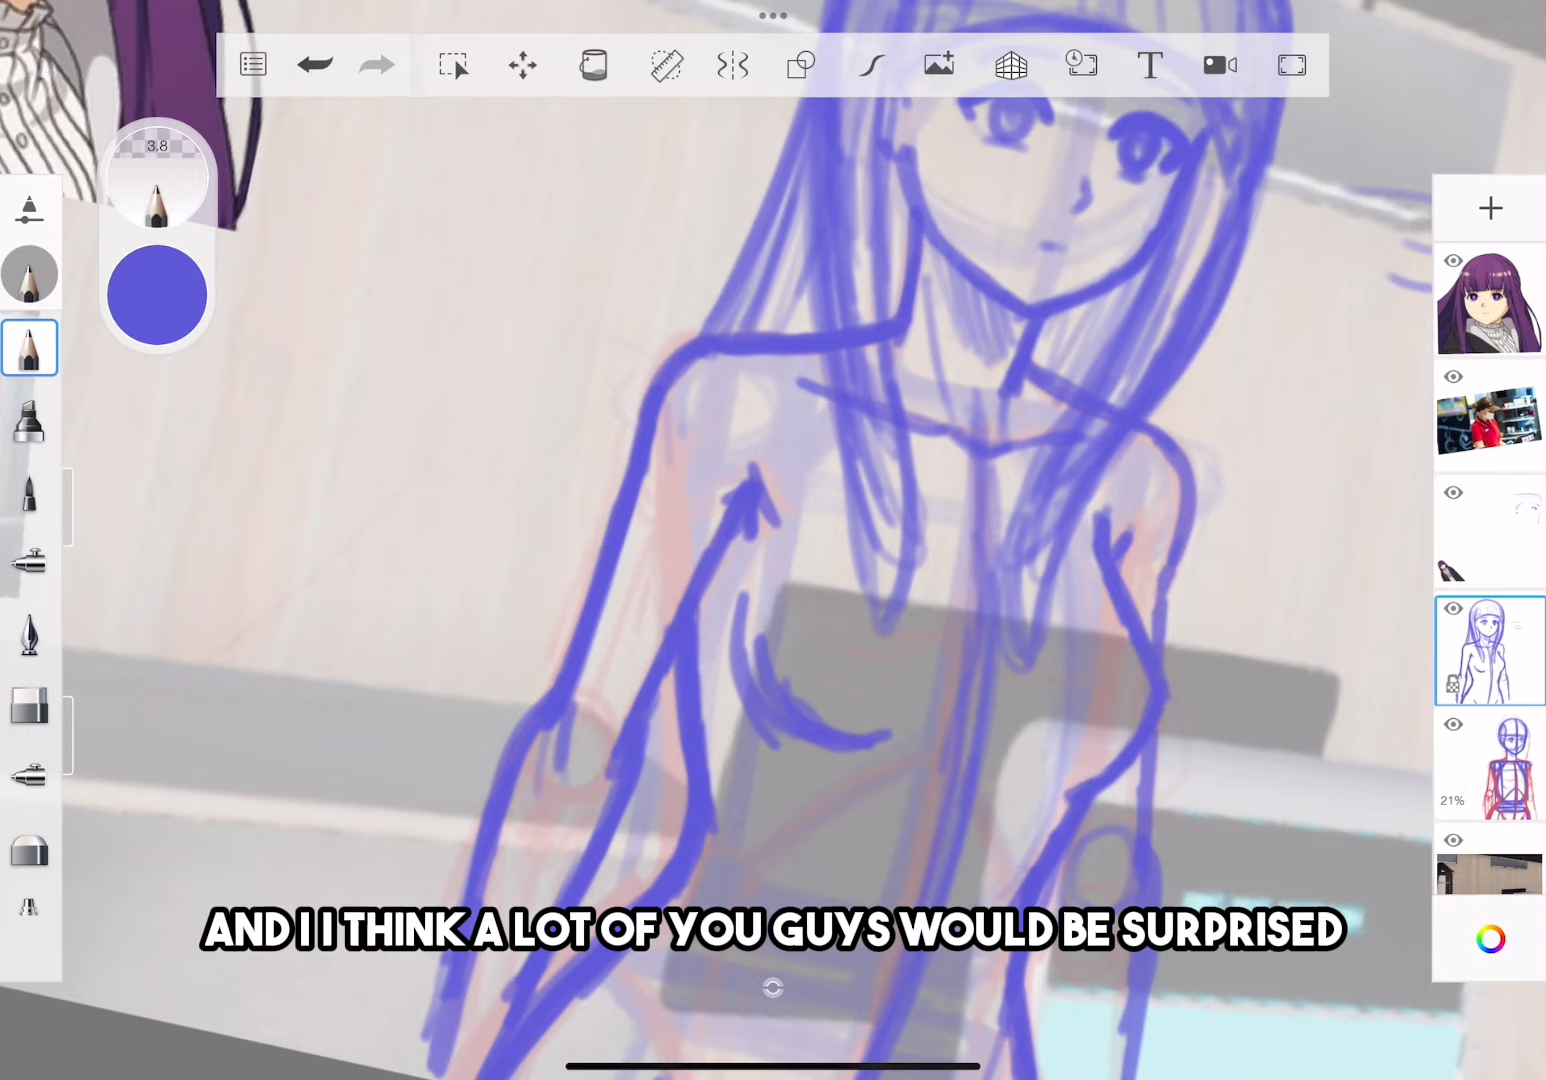 3.8
T
21%
AND I I THINK A LOT OF YOU GUYS WOULD BE SURPRISED